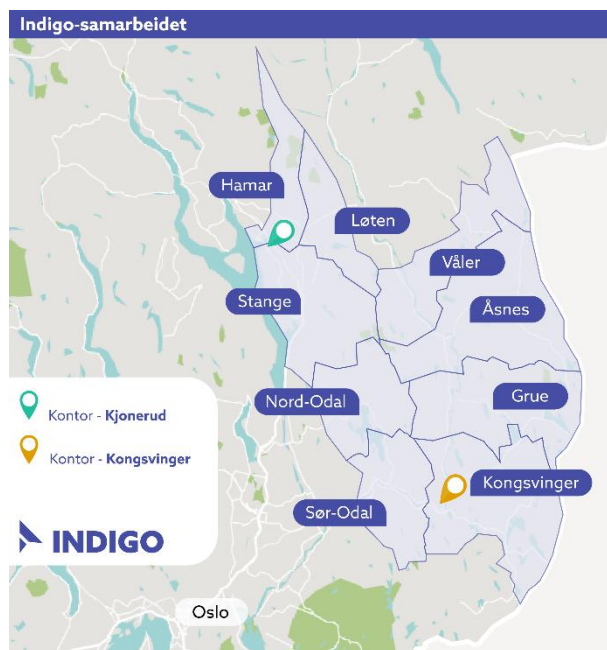 Indigo-samarbeidet
Hamar
Løten
Våler
Stange
Åsnes
Nord-Odal
Grue
Kontor - Kjonerud
Kontor - Kongsvinger
Kongsvinger
Sør-Odal
INDIGO
Oslo